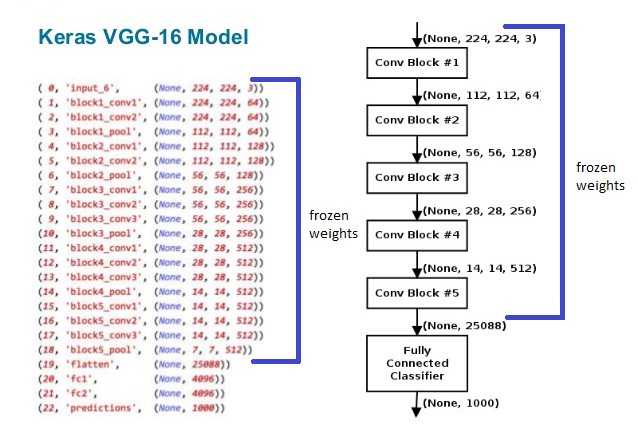 Keras VGG-16 Model
( 0, 'input_6', (None, 224, 224, 3))
( 1, 'block1_conv1', (None, 224, 224, 64))
( 2, 'block1_conv2', (None, 224, 224, 64))
( 3, 'block1_pool', (None, 112, 112, 64))
( 4, 'block2_conv1', (None, 112, 112, 128))
( 5, 'block2_conv2', (None, 112, 112, 128))
( 6, 'block2_pool', (None, 56, 56, 128))
( 7, 'block3_conv1', (None, 56, 56, 256))
( 8, 'block3_conv2', (None, 56, 56, 256))
( 9, 'block3_conv3', (None, 56, 56, 256))
(10, 'block3_pool', (None, 28, 28, 256))
(11, 'block4_conv1', (None, 28, 28, 512))
(12, 'block4_conv2', (None, 28, 28, 512))
(13, 'block4_conv3', (None, 28, 28, 512))
(14, 'block4_pool', (None, 14, 14, 512))
(15, 'block5_conv1', (None, 14, 14, 512))
(16, 'block5_conv2', (None, 14, 14, 512))
(17, 'block5_conv3', (None, 14, 14, 512))
(18, 'block5_pool', (None, 7, 7, 512))
(19, 'flatten', (None, 25088))
(20, 'fc1', (None, 4096))
(21, 'fc2', (None, 4096))
(22, 'predictions', (None, 1000))
frozen
weights
(None, 224, 224, 3)
Conv Block #1
(None, 112, 112, 64
Conv Block #2
(None, 56, 56, 128)
Conv Block #3
(None, 28, 28, 256)
Conv Block #4
(None, 14, 14, 512)
Conv Block #5
(None, 25088)
Fully
Connected
Classifier
(None, 1000)
frozen
weights